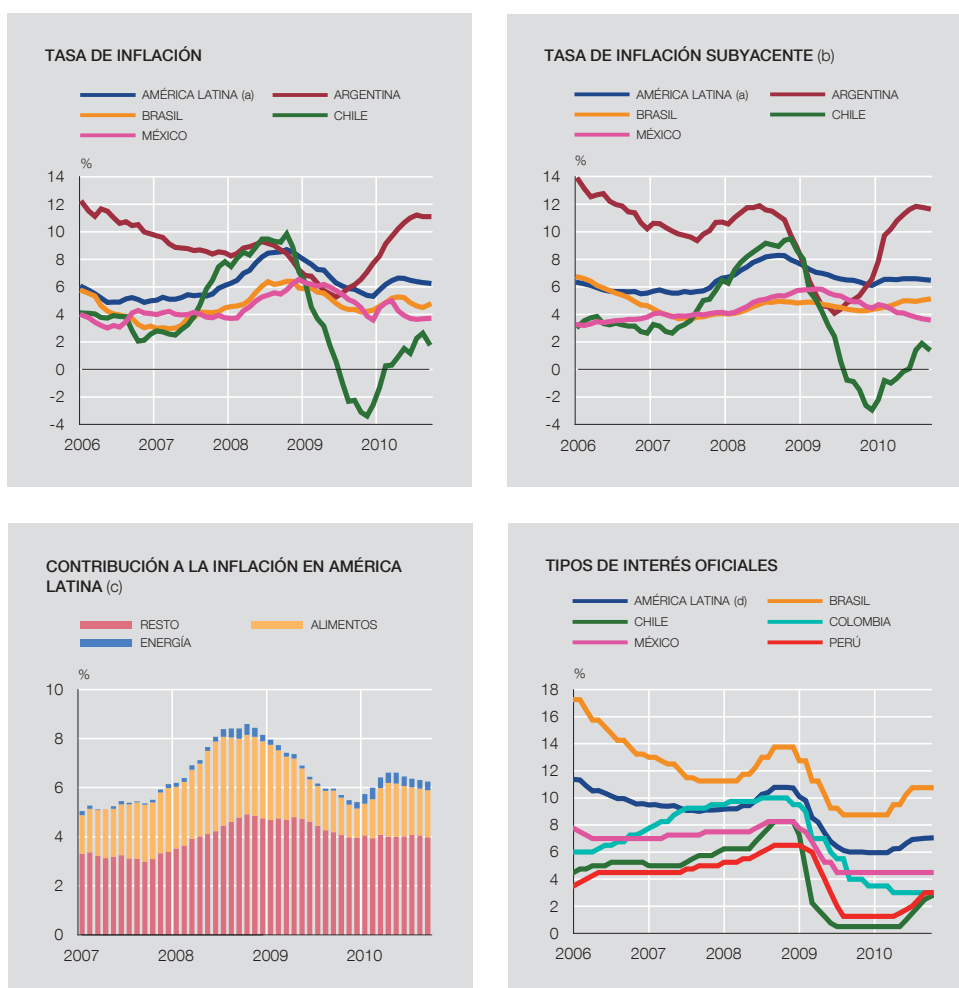 TASA DE INFLACIÓN
AMÉRICA LATINA (a)
ARGENTINA
BRASIL
CHILE
MÉXICO
%
14
12
10
8
6
4
2
0
-2
-4
2006 2007 2008 2009 2010
TASA DE INFLACIÓN SUBYACENTE (b)
AMÉRICA LATINA (a)
ARGENTINA
BRASIL
CHILE
MÉXICO
%
14
12
10
8
6
4
2
0
-2
-4
2006 2007 2008 2009 2010
CONTRIBUCIÓN A LA INFLACIÓN EN AMÉRICA
LATINA (c)
RESTO
ALIMENTOS
ENERGÍA
%
10
8
6
4
2
0
2007 2008 2009 2010
TIPOS DE INTERÉS OFICIALES
AMÉRICA LATINA (d)
BRASIL
CHILE
COLOMBIA
MÉXICO
PERÚ
%
18
16
14
12
10
8
6
4
2
0
2006 2007 2008 2009 2010